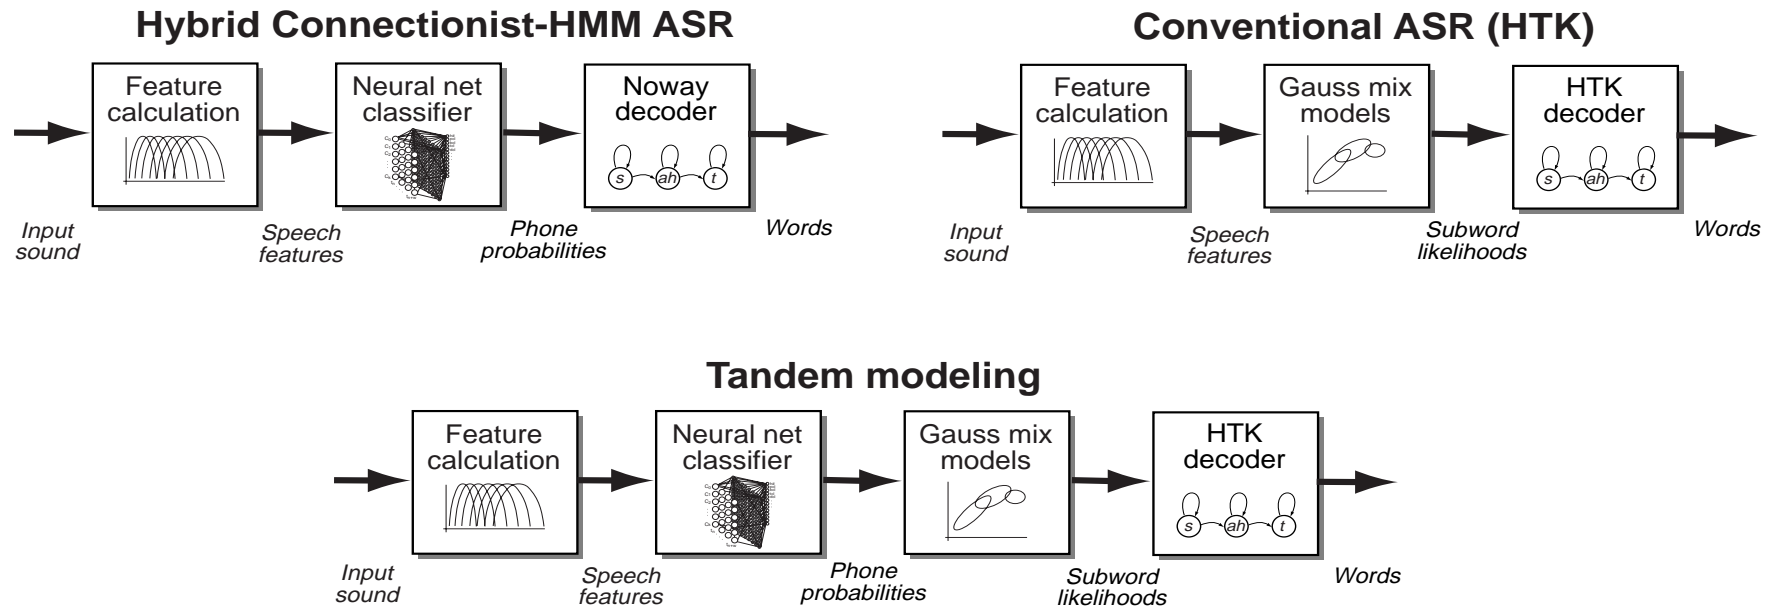 Hybrid Connectionist-HMM ASR
Feature
calculation
Neural net
classifier
Noway
decoder
s
ah
t
Input
sound
Speech
features
Phone
probabilities
Words
Conventional ASR (HTK)
Feature
calculation
Gauss mix
models
HTK
decoder
s
ah
t
Input
sound
Speech
features
Subword
likelihoods
Words
Tandem modeling
Feature
calculation
Neural net
classifier
Gauss mix
models
HTK
decoder
s
ah
t
Input
sound
Speech
features
Phone
probabilities
Subword
likelihoods
Words